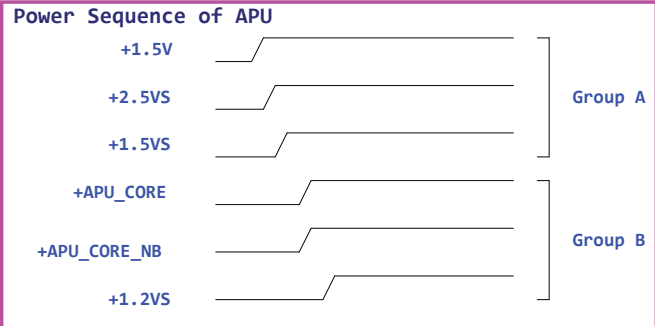 Power Sequence of APU
+1.5V
+2.5VS
Group A
+1.5VS
+APU_CORE
+APU_CORE_NB
Group B
+1.2VS